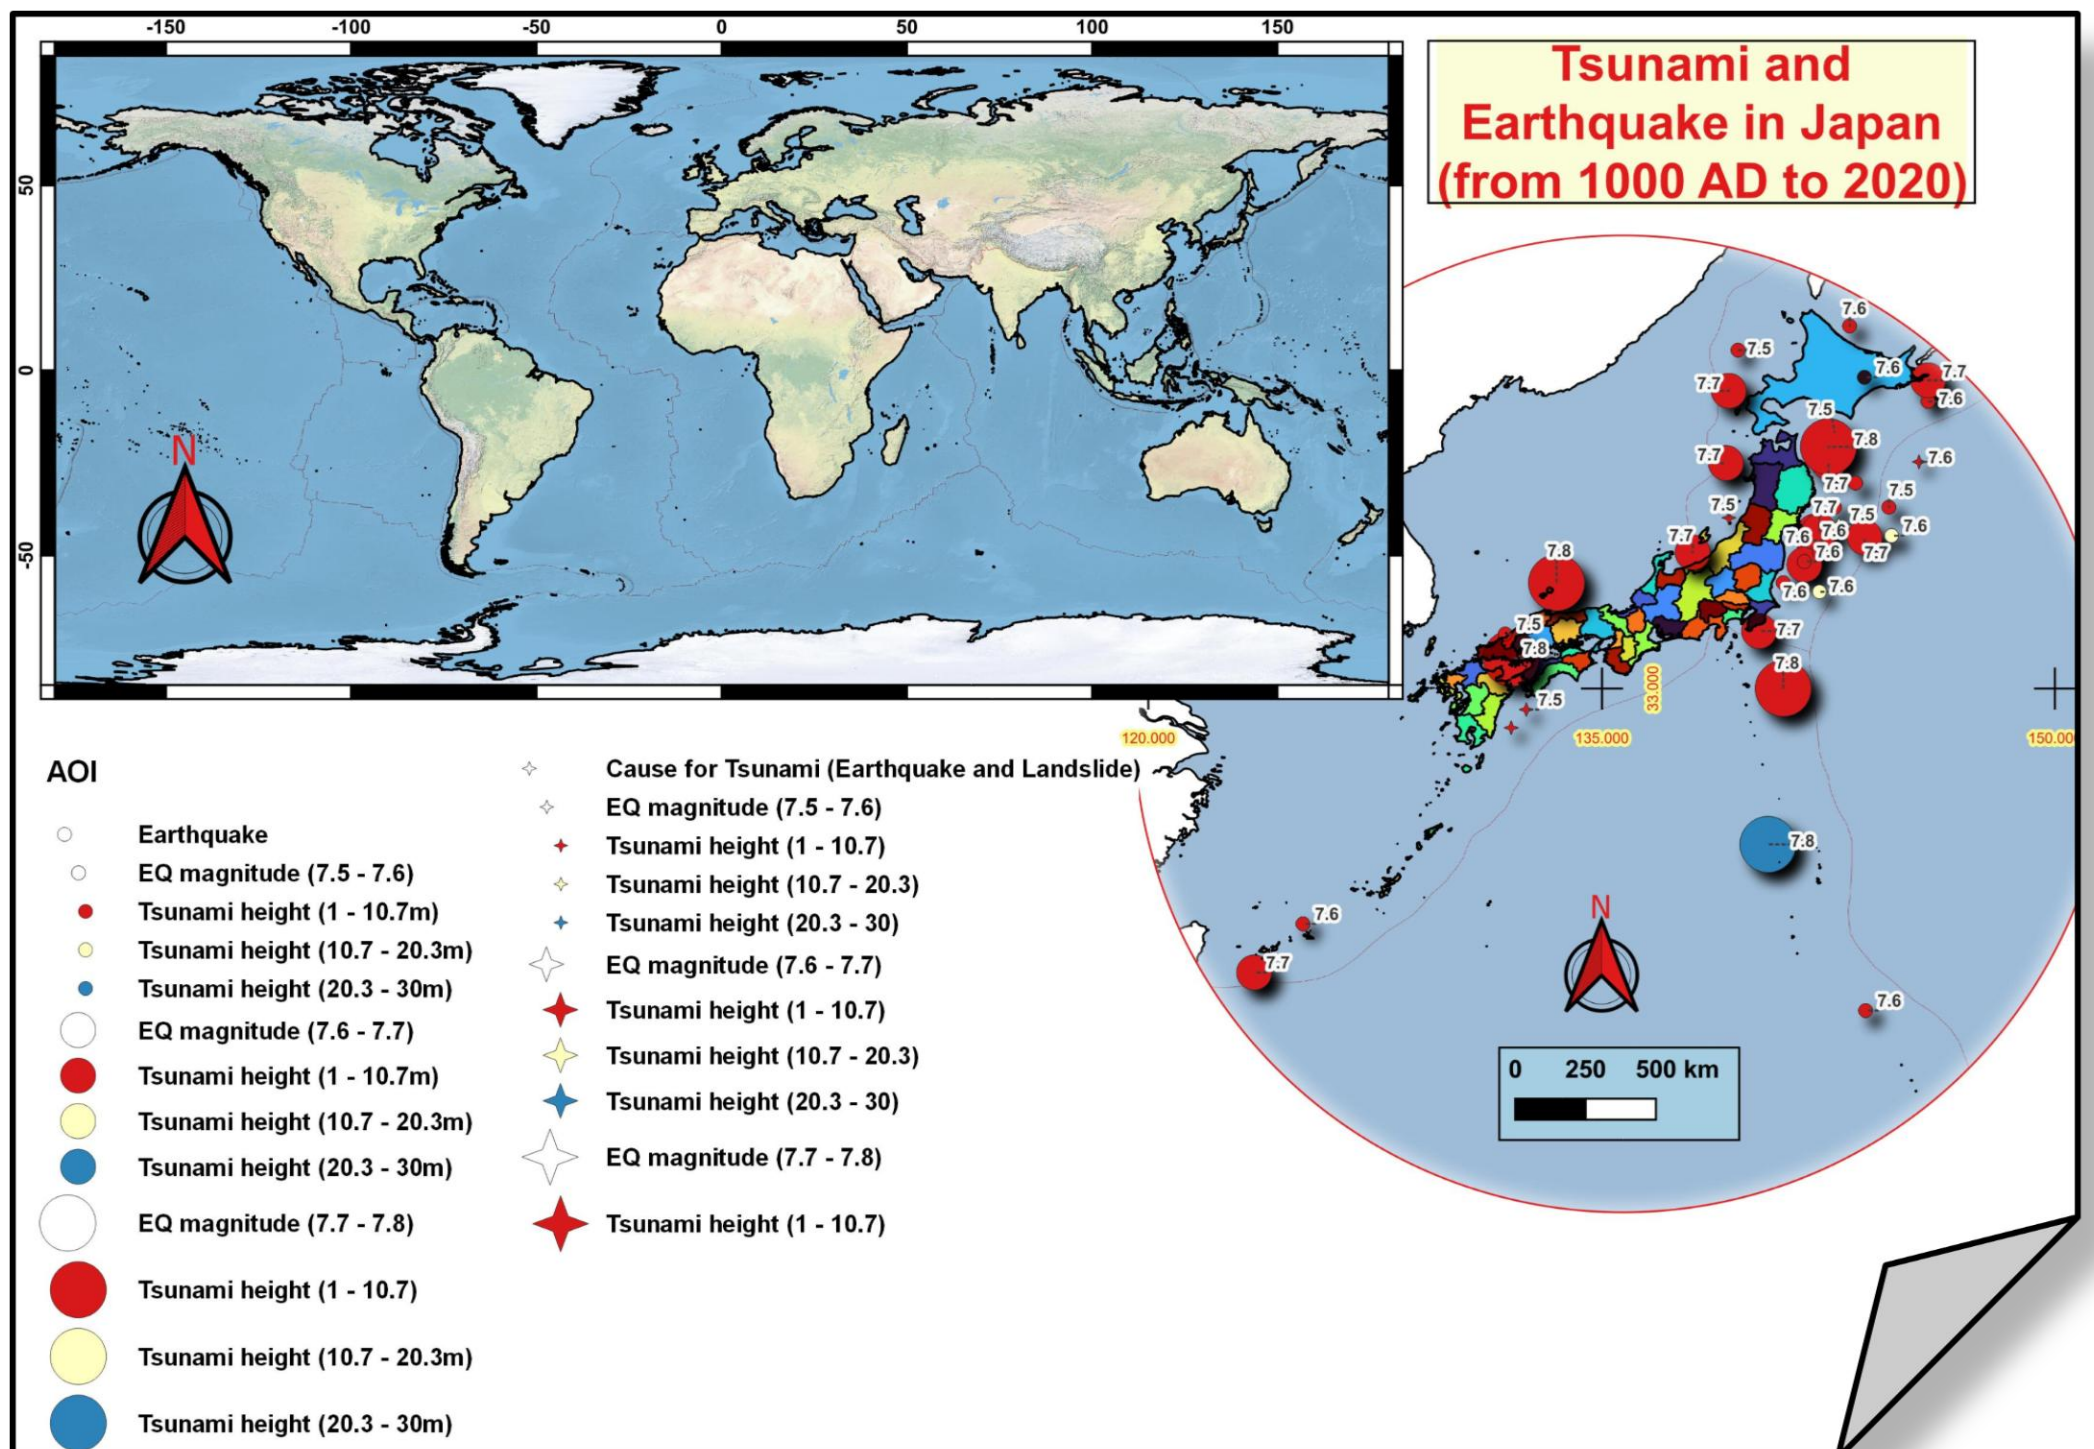 -150 -100 -50 0 50 100 150
50
0
-50
N
Tsunami and
Earthquake in Japan
(from 1000 AD to 2020)
7.6
7.5
7.6
7.7
7.7
7.6
7.5
7.8
7.7
7.6
7.7
7.5
7.5
7.7
7.5
7.6
7.6
7.6
7.7
7.6
7.7
7.8
7.6
7.6
7.5
7.7
7.8
7.8
7.5
33.000
120.000
135.000
150.00
7.8
7.6
7.7
N
7.6
0 250 500 km
AOI
Earthquake
EQ magnitude (7.5 - 7.6)
Tsunami height (1 - 10.7m)
Tsunami height (10.7 - 20.3m)
Tsunami height (20.3 - 30m)
EQ magnitude (7.6 - 7.7)
Tsunami height (1 - 10.7m)
Tsunami height (10.7 - 20.3m)
Tsunami height (20.3 - 30m)
EQ magnitude (7.7 - 7.8)
Tsunami height (1 - 10.7)
Tsunami height (10.7 - 20.3m)
Tsunami height (20.3 - 30m)
Cause for Tsunami (Earthquake and Landslide)
EQ magnitude (7.5 - 7.6)
Tsunami height (1 - 10.7)
Tsunami height (10.7 - 20.3)
Tsunami height (20.3 - 30)
EQ magnitude (7.6 - 7.7)
Tsunami height (1 - 10.7)
Tsunami height (10.7 - 20.3)
Tsunami height (20.3 - 30)
EQ magnitude (7.7 - 7.8)
Tsunami height (1 - 10.7)